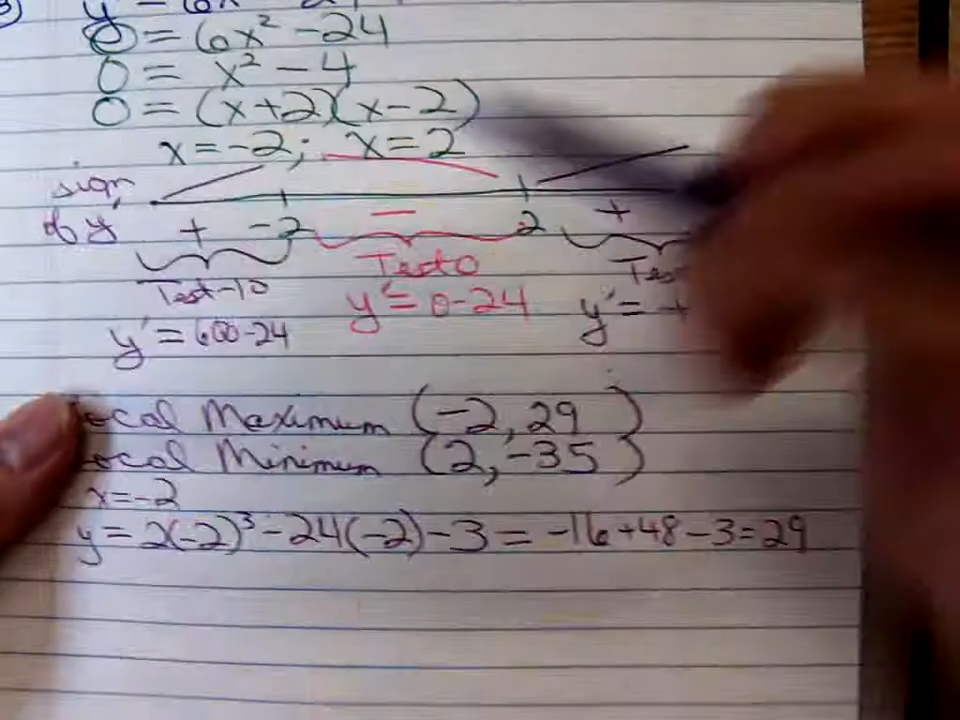 0 = 6x² - 24
0 = x² - 4
0 = (x+2)(x-2)
x = -2; x = 2
sign
of y'
+ -2 - 2 +
Test -10 Test 0
y' = 600-24 y' = 0-24 y' = +
Local Maximum (-2, 29)
Local Minimum (2, -35)
x = -2
y = 2(-2)³ - 24(-2) - 3 = -16+48-3=29